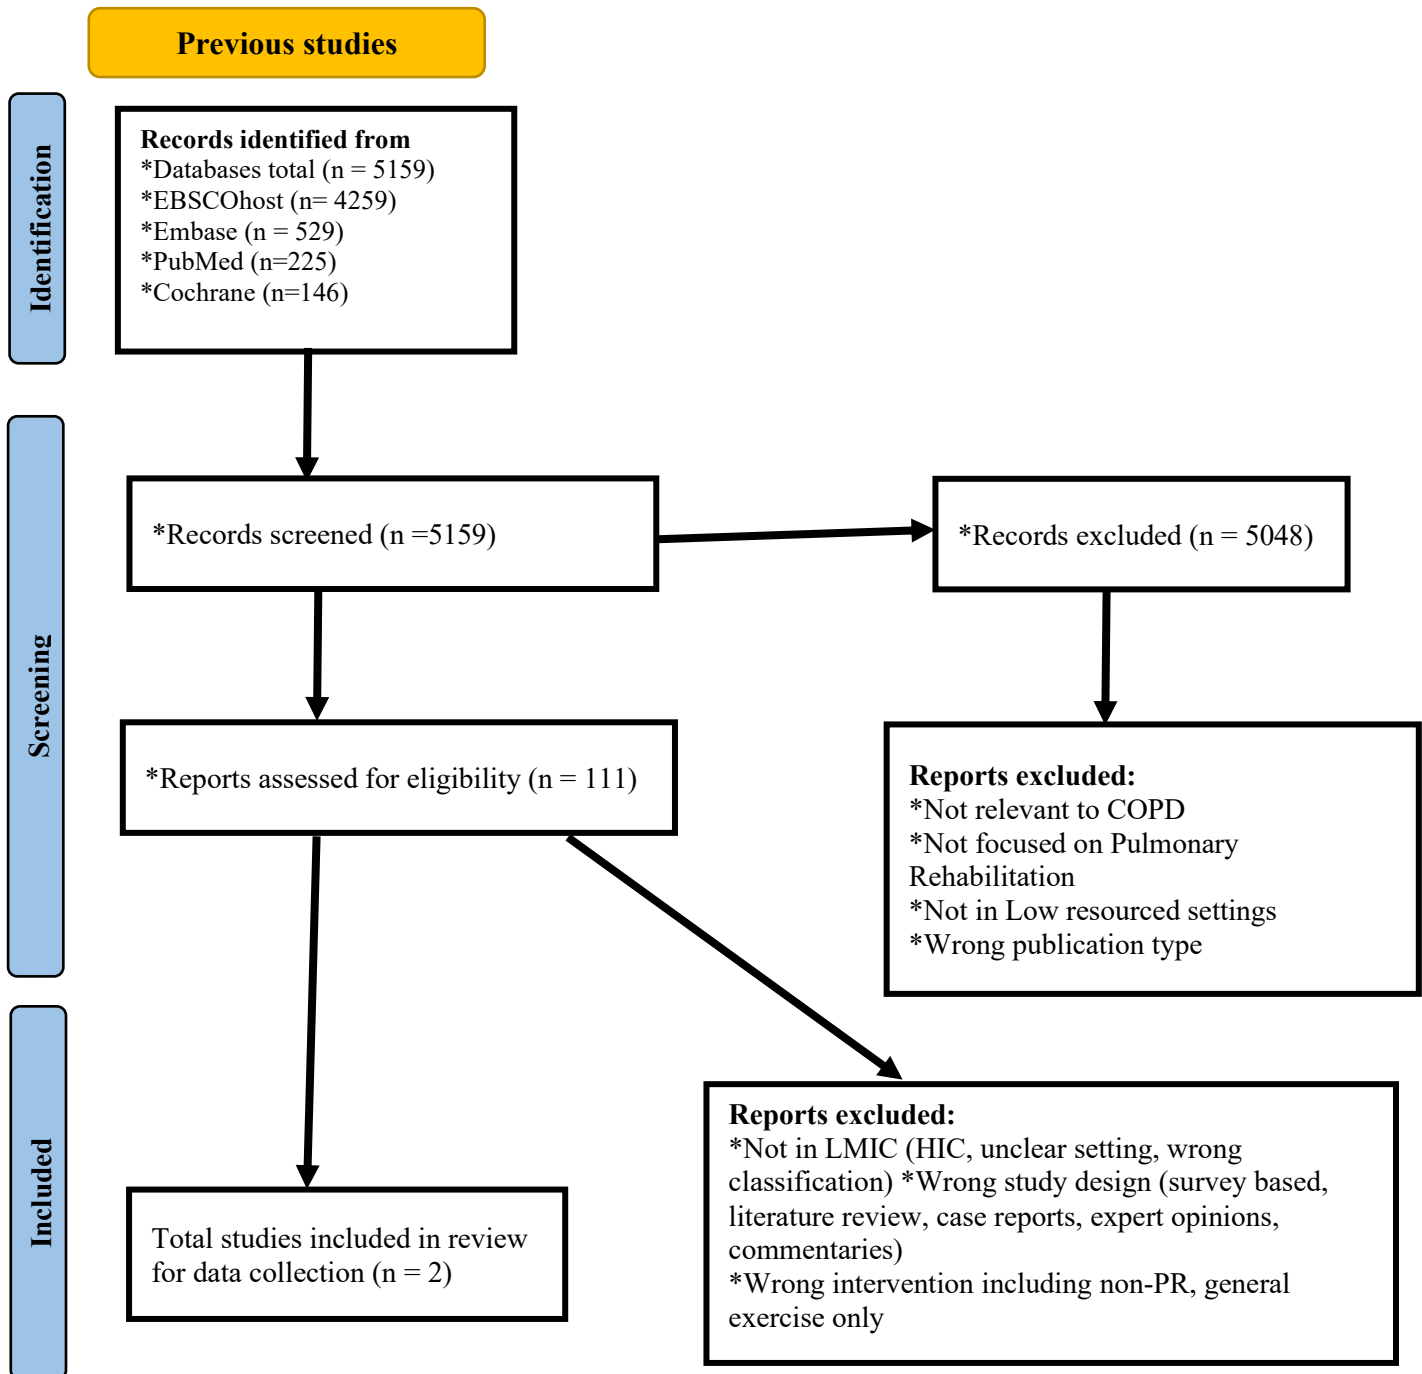 Previous studies
Identification
Records identified from
*Databases total (n = 5159)
*EBSCOhost (n= 4259)
*Embase (n = 529)
*PubMed (n=225)
*Cochrane (n=146)
Screening
*Records screened (n =5159)
*Records excluded (n = 5048)
*Reports assessed for eligibility (n = 111)
Reports excluded:
*Not relevant to COPD
*Not focused on Pulmonary
Rehabilitation
*Not in Low resourced settings
*Wrong publication type
Included
Total studies included in review
for data collection (n = 2)
Reports excluded:
*Not in LMIC (HIC, unclear setting, wrong
classification) *Wrong study design (survey based,
literature review, case reports, expert opinions,
commentaries)
*Wrong intervention including non-PR, general
exercise only